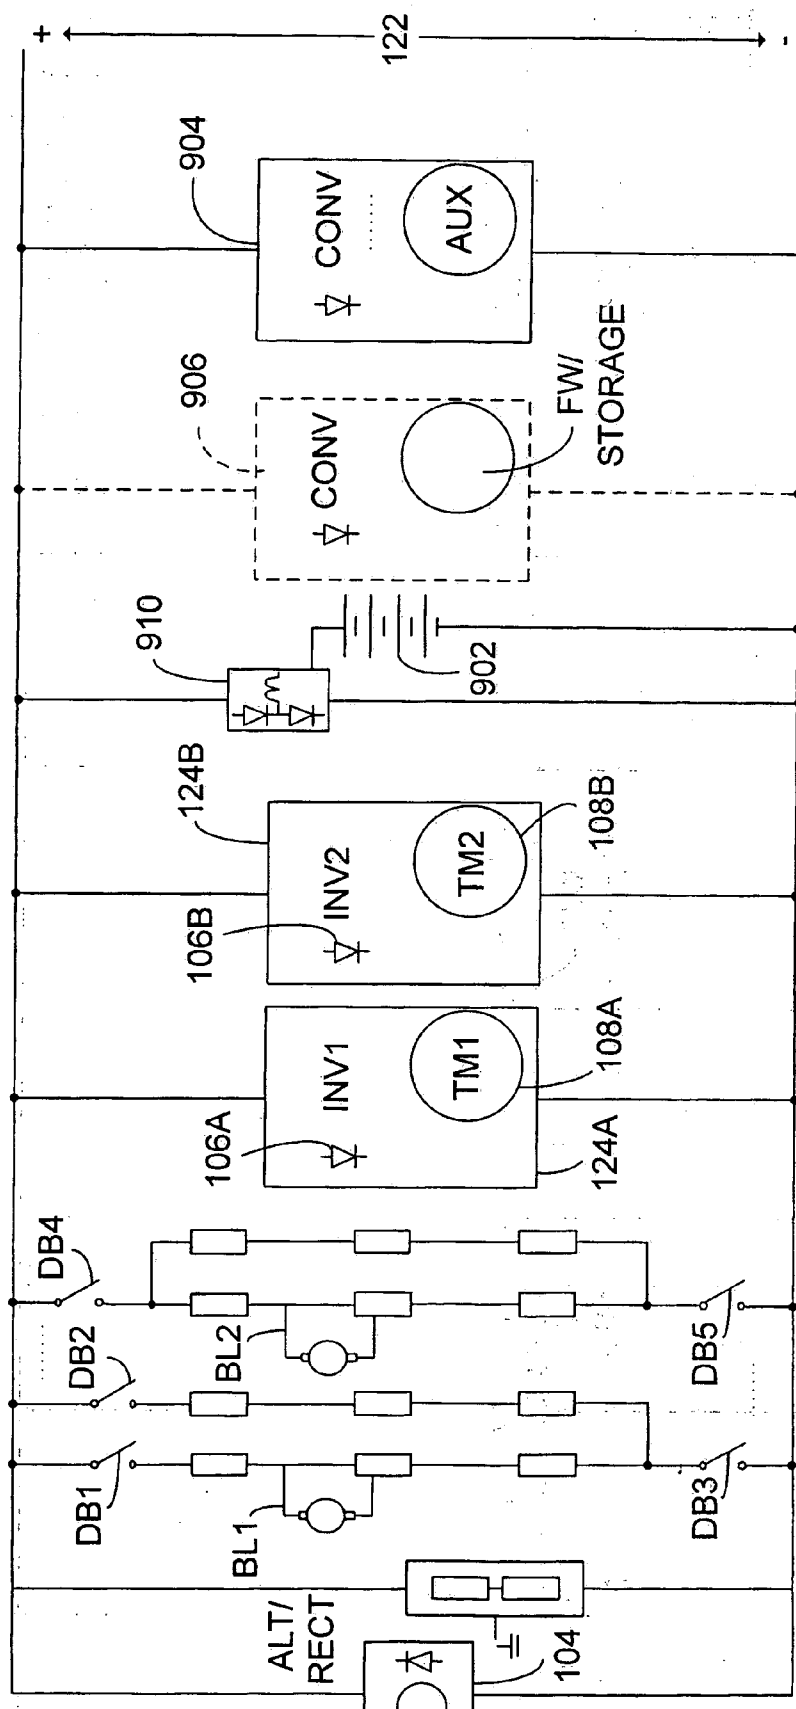 +
122
-
904
CONV
AUX
906
CONV
FW/
STORAGE
910
902
124B
INV2
106B
TM2
108B
INV1
106A
TM1
108A
124A
DB4
DB2
BL2
DB5
DB1
BL1
DB3
ALT/
RECT
104